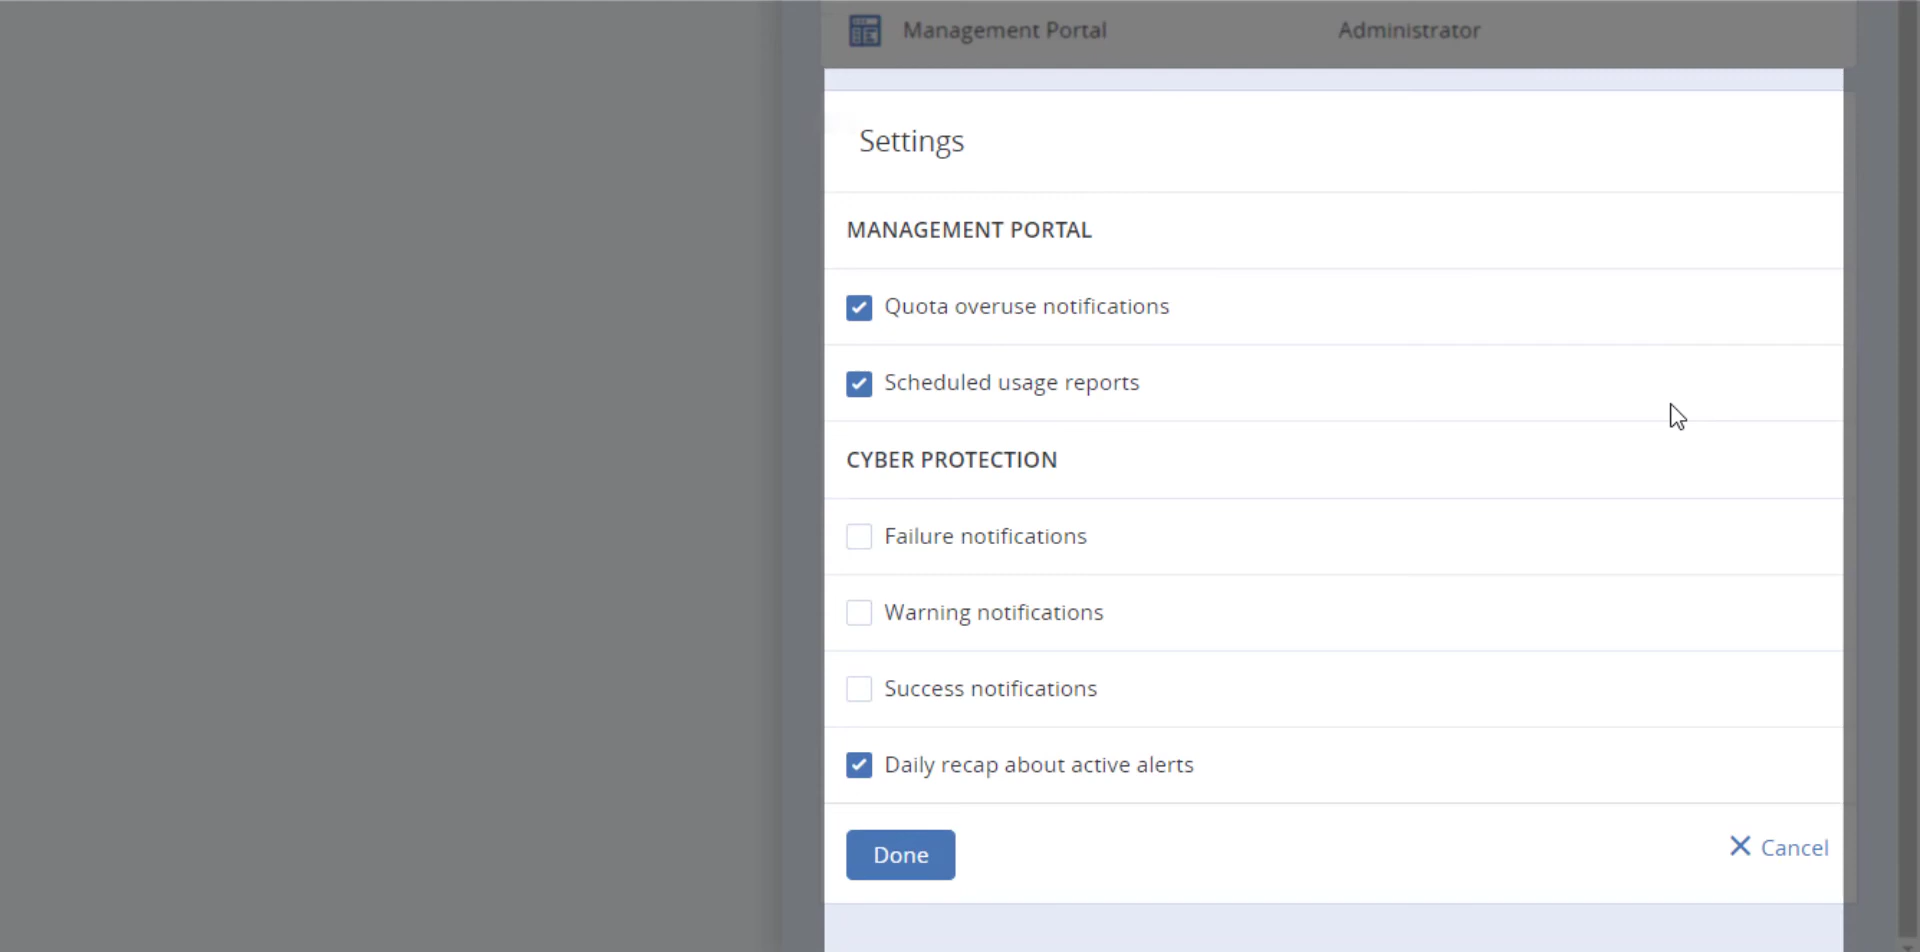 Management Portal Administrator
Settings
MANAGEMENT PORTAL
Quota overuse notifications
Scheduled usage reports
CYBER PROTECTION
Failure notifications
Warning notifications
Success notifications
Daily recap about active alerts
Done Cancel